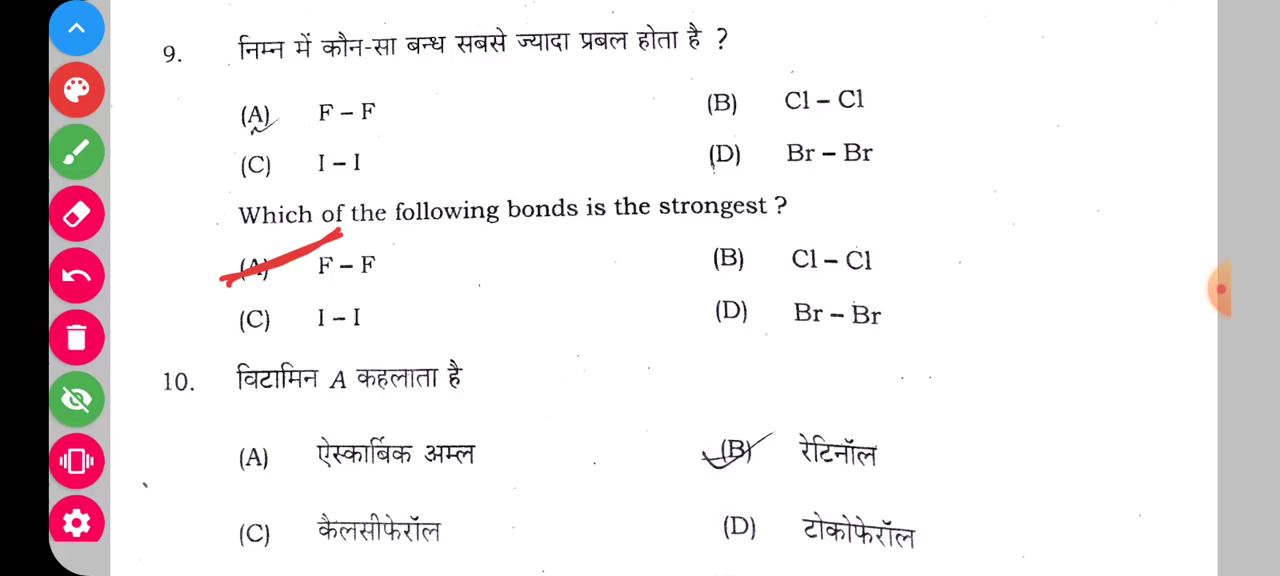 9. निम्न में कौन-सा बन्ध सबसे ज्यादा प्रबल होता है ?
(A) F – F (B) Cl – Cl
(C) I – I (D) Br – Br
Which of the following bonds is the strongest ?
(A) F – F (B) Cl – Cl
(C) I – I (D) Br – Br
10. विटामिन A कहलाता है
(A) ऐस्कार्बिक अम्ल (B) रेटिनॉल
(C) कैलसीफेरॉल (D) टोकोफेरॉल